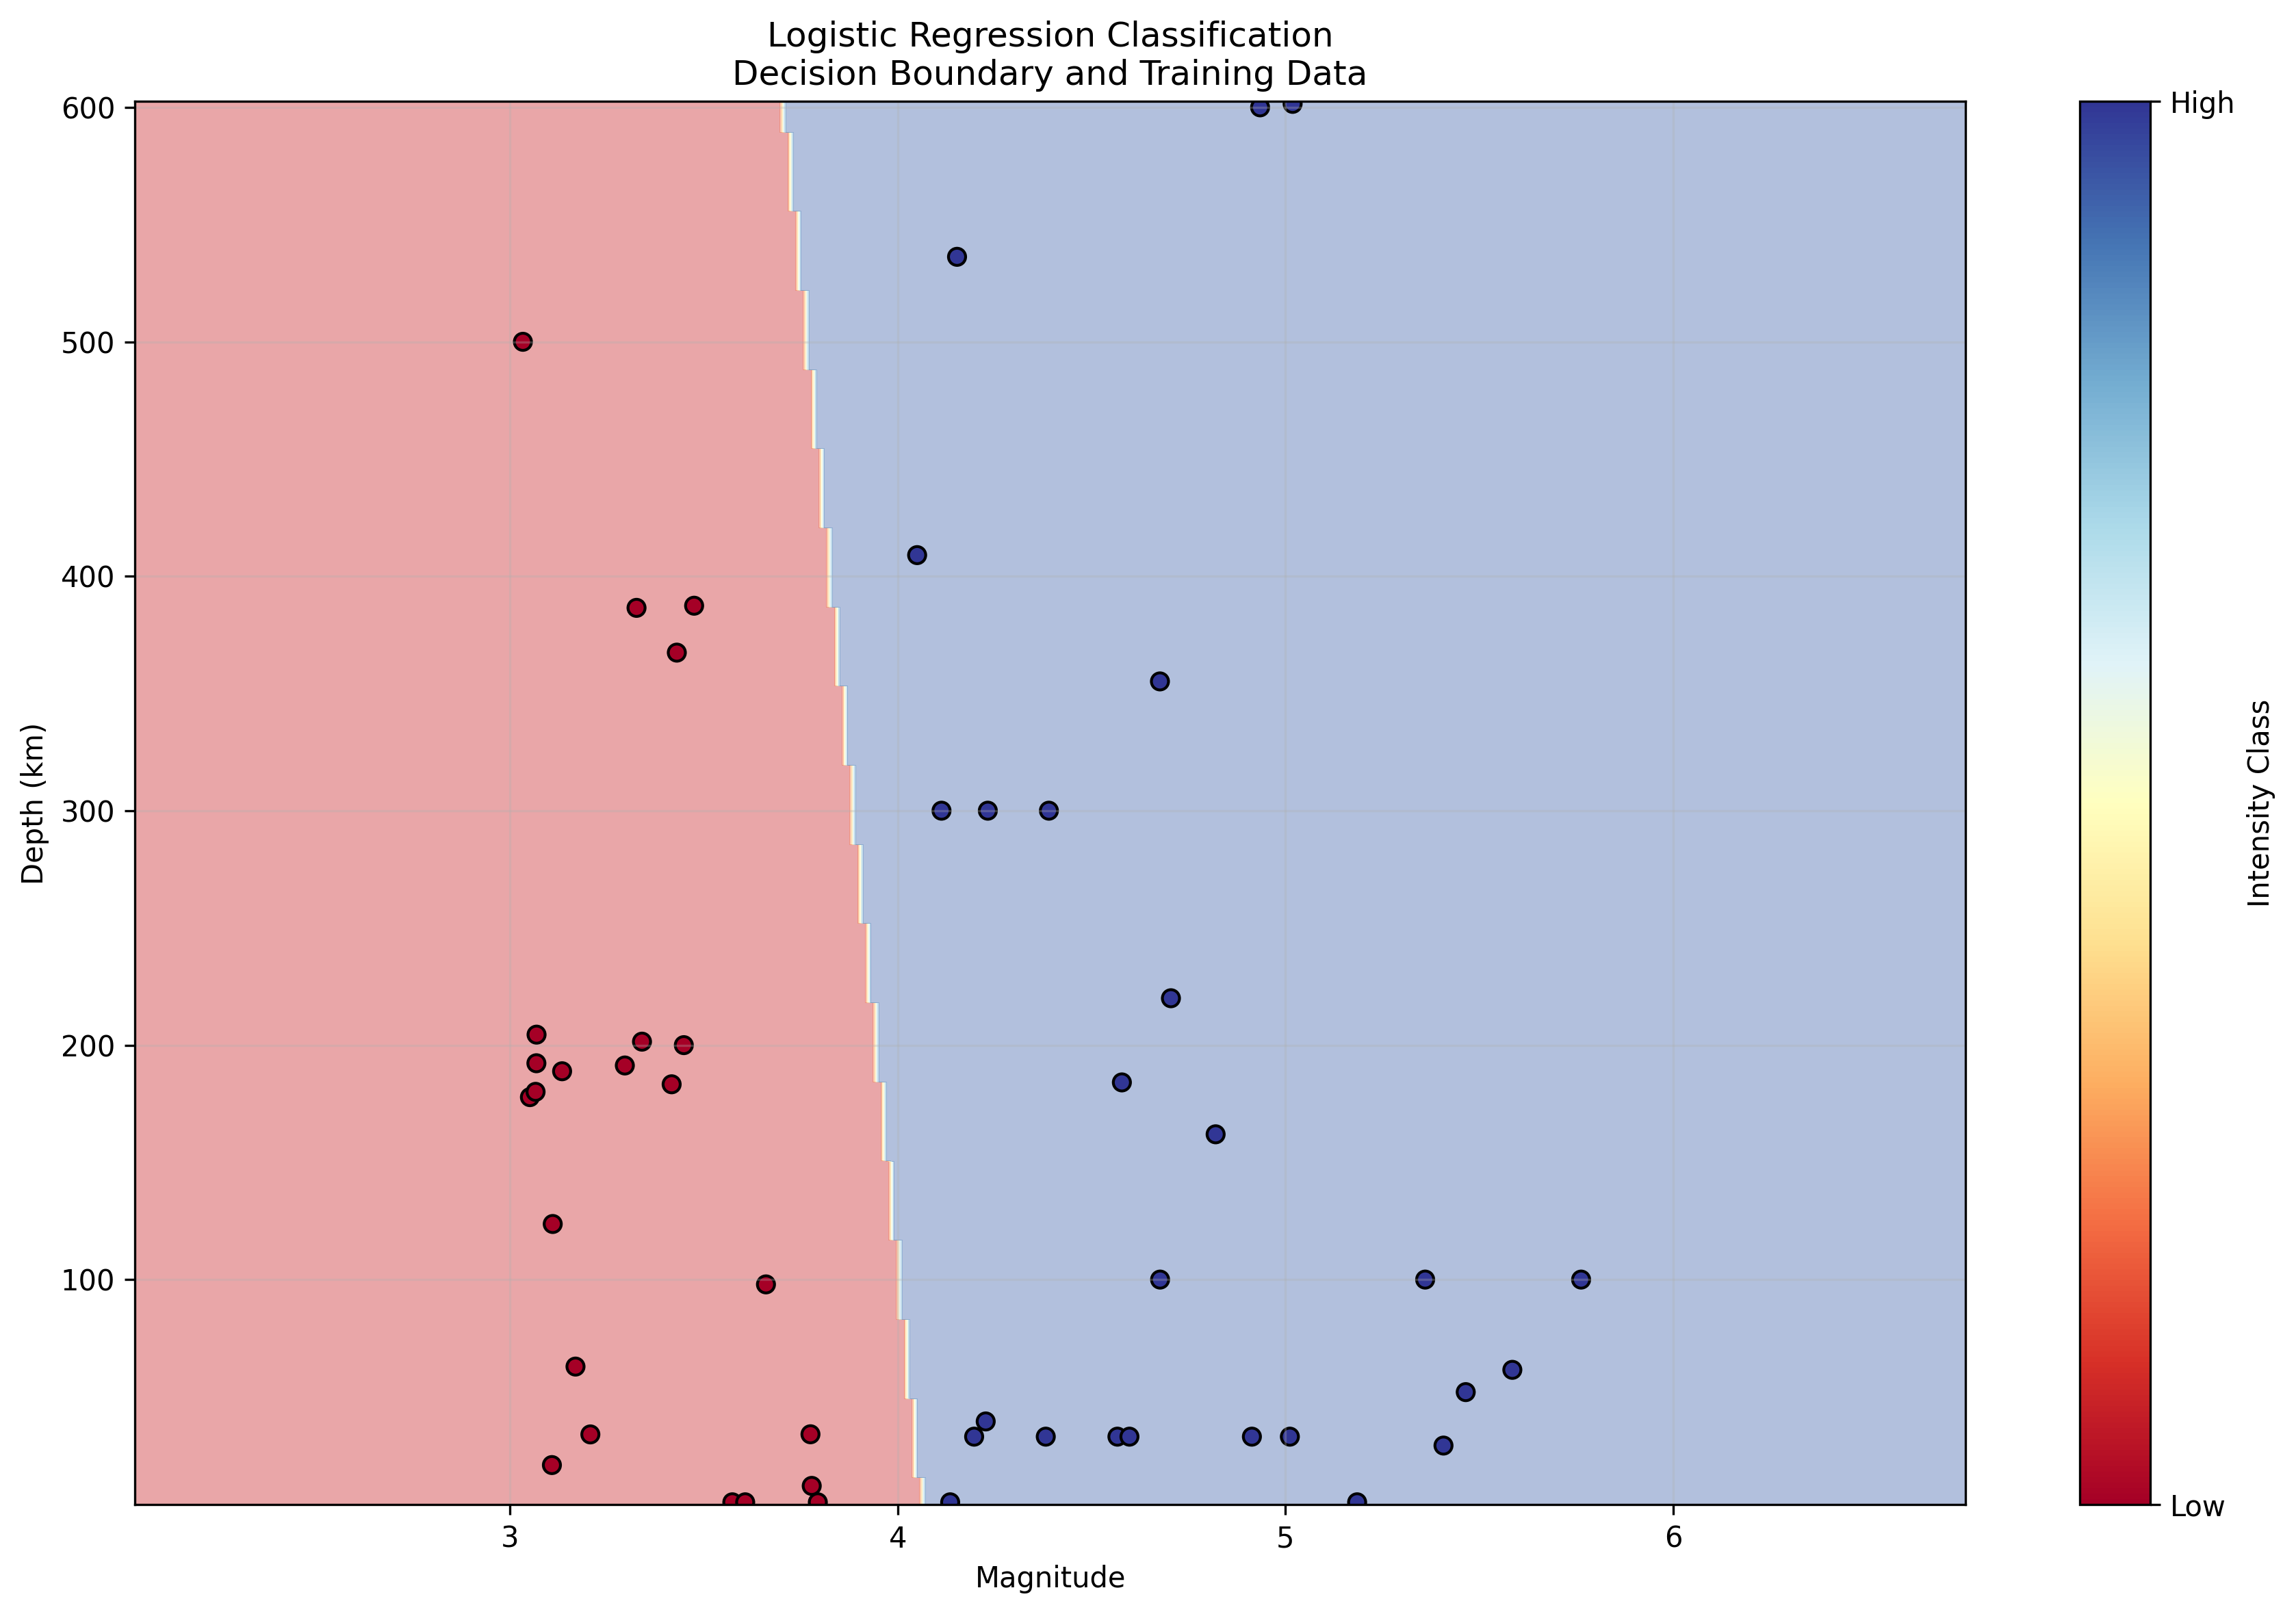 Logistic Regression Classification
Decision Boundary and Training Data
600
500
400
300
200
100
Depth (km)
3
4
5
6
Magnitude
High
Low
Intensity Class